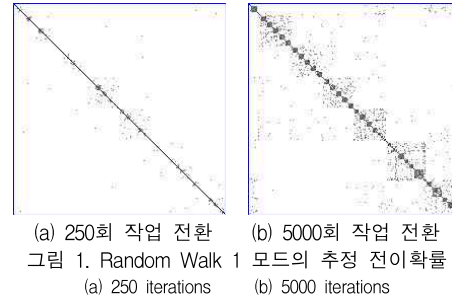 (a) 250회 작업 전환 (b) 5000회 작업 전환
그림 1. Random Walk 1 모드의 추정 전이확률
(a) 250 iterations (b) 5000 iterations